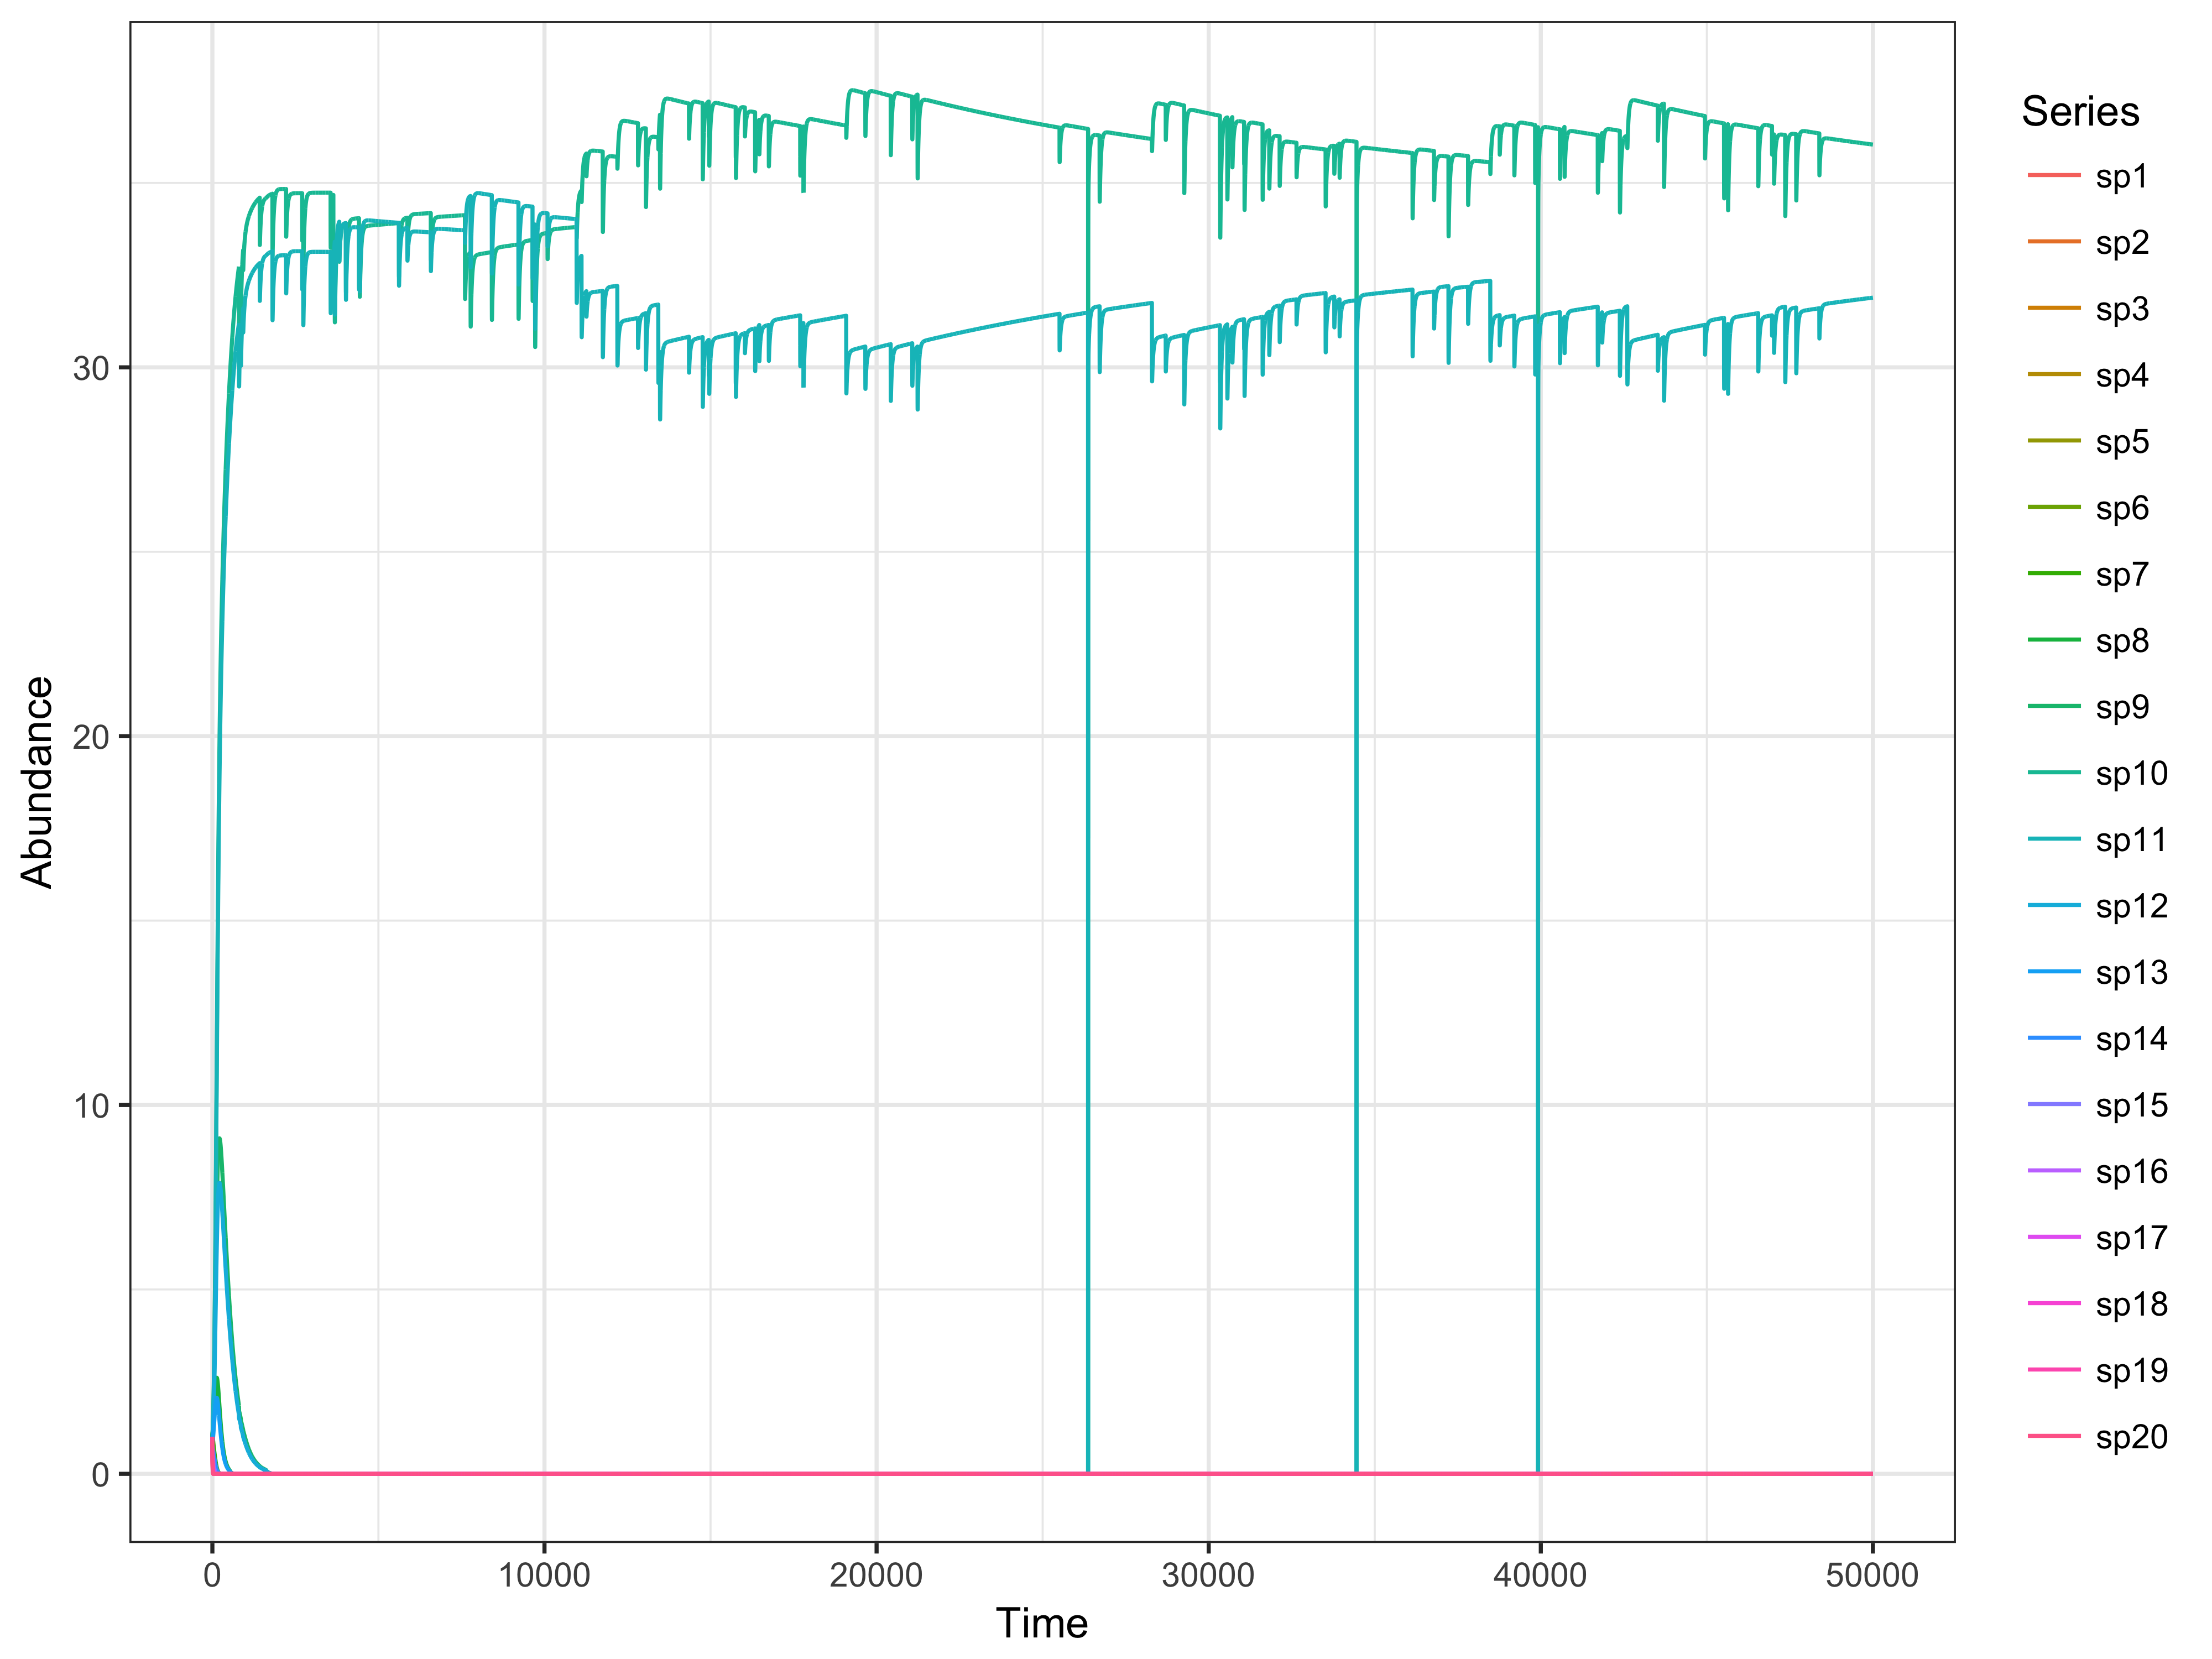 Abundance
30
20
10
0
0 10000 20000 30000 40000 50000
Time
Series
sp1
sp2
sp3
sp4
sp5
sp6
sp7
sp8
sp9
sp10
sp11
sp12
sp13
sp14
sp15
sp16
sp17
sp18
sp19
sp20